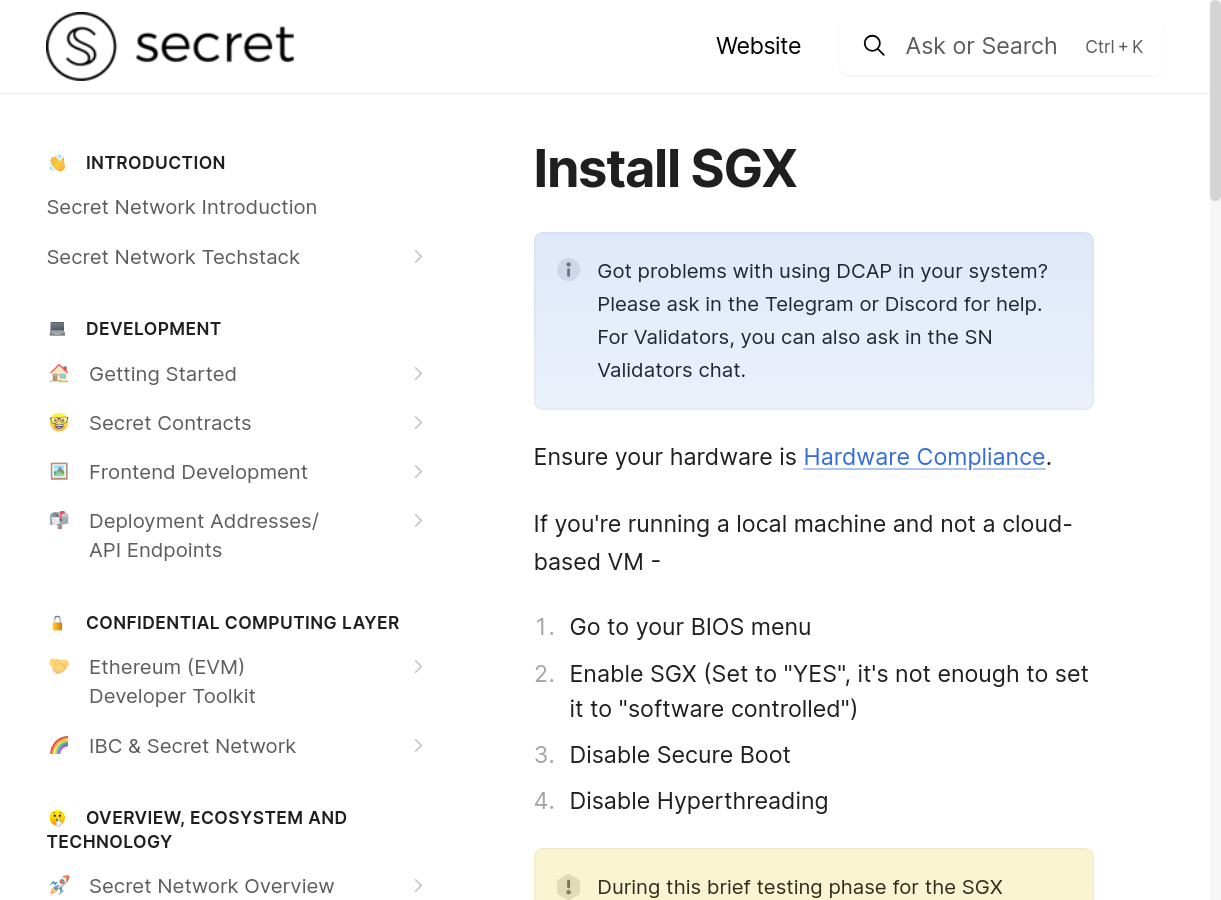 secret
Website
Ask or Search
Ctrl + K
INTRODUCTION
Secret Network Introduction
Secret Network Techstack
DEVELOPMENT
Getting Started
Secret Contracts
Frontend Development
Deployment Addresses/
API Endpoints
CONFIDENTIAL COMPUTING LAYER
Ethereum (EVM)
Developer Toolkit
IBC & Secret Network
OVERVIEW, ECOSYSTEM AND
TECHNOLOGY
Secret Network Overview
Install SGX
Got problems with using DCAP in your system?
Please ask in the Telegram or Discord for help.
For Validators, you can also ask in the SN
Validators chat.
Ensure your hardware is Hardware Compliance.
If you're running a local machine and not a cloud-
based VM -
1. Go to your BIOS menu
2. Enable SGX (Set to "YES", it's not enough to set
it to "software controlled")
3. Disable Secure Boot
4. Disable Hyperthreading
During this brief testing phase for the SGX